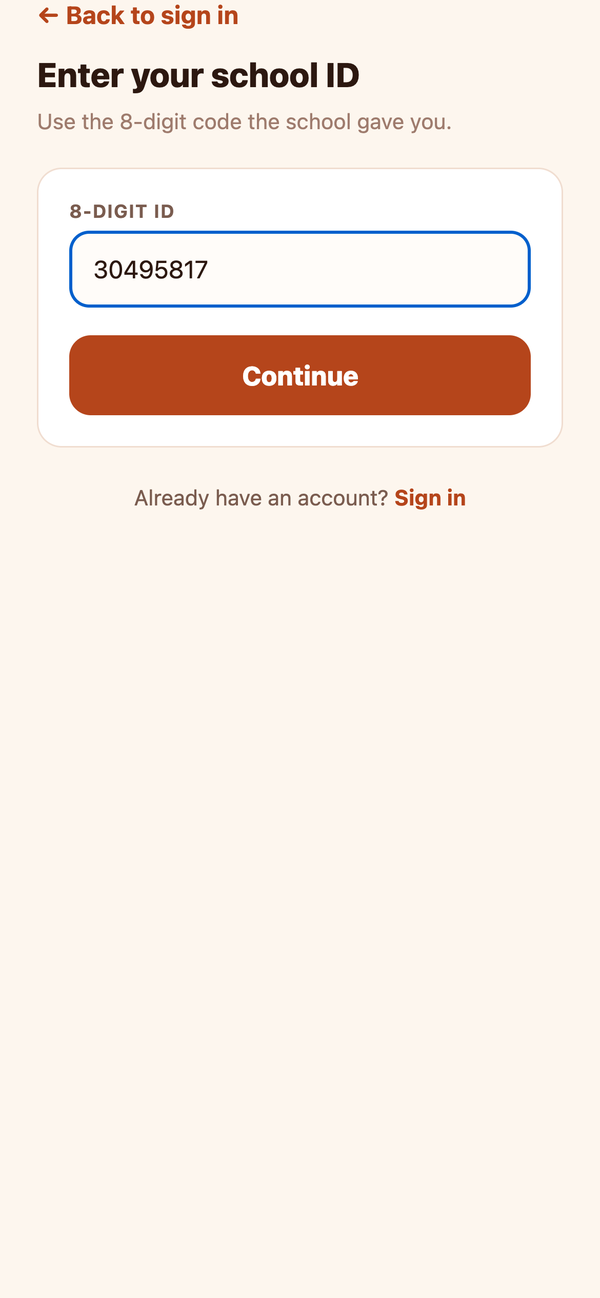 ← Back to sign in
Enter your school ID
Use the 8-digit code the school gave you.
8-DIGIT ID
30495817
Continue
Already have an account? Sign in